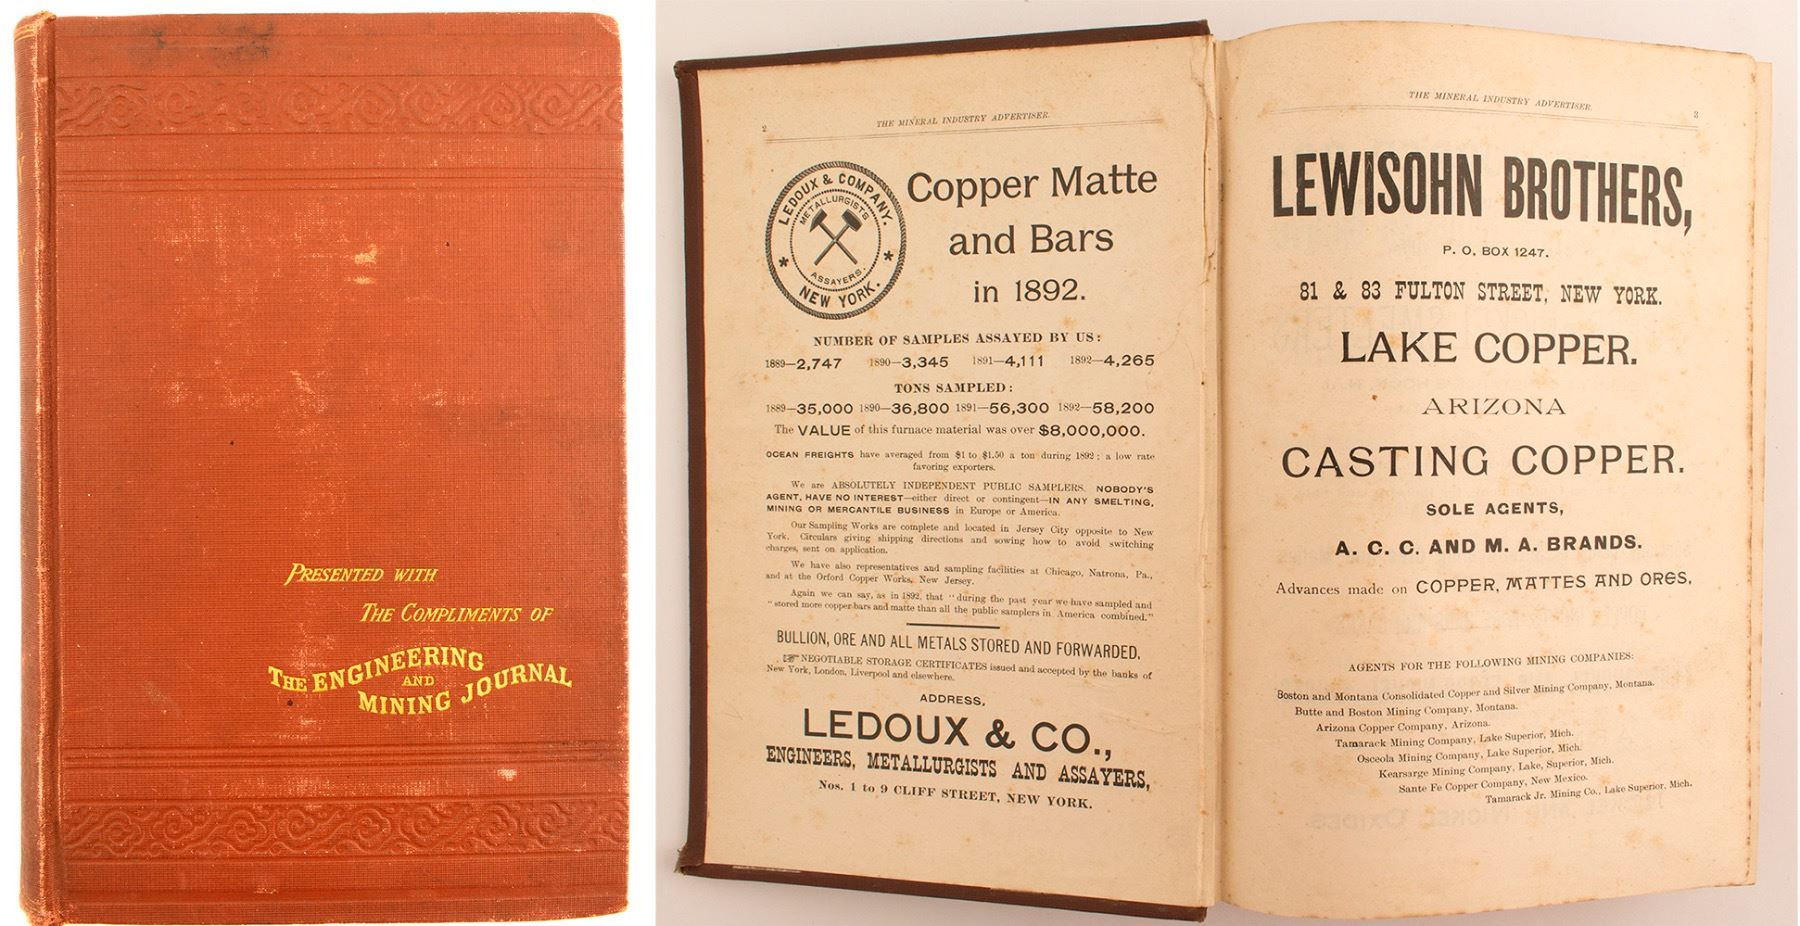 PRESENTED WITH
THE COMPLIMENTS OF
THE ENGINEERING
AND
MINING JOURNAL
2
THE MINERAL INDUSTRY ADVERTISER.
LEDOUX & COMPANY.
METALLURGISTS
ASSAYERS.
NEW YORK.
Copper Matte
and Bars
in 1892.
NUMBER OF SAMPLES ASSAYED BY US:
1889—2,747 1890—3,345 1891—4,111 1892—4,265
TONS SAMPLED:
1889—35,000 1890—36,800 1891—56,300 1892—58,200
The VALUE of this furnace material was over $8,000,000.
OCEAN FREIGHTS have averaged from $1 to $1.50 a ton during 1892; a low rate
favoring exporters.
We are ABSOLUTELY INDEPENDENT PUBLIC SAMPLERS. NOBODY'S
AGENT, HAVE NO INTEREST—either direct or contingent—IN ANY SMELTING,
MINING OR MERCANTILE BUSINESS in Europe or America.
Our Sampling Works are complete and located in Jersey City opposite to New
York. Circulars giving shipping directions and sowing how to avoid switching
charges, sent on application.
We have also representatives and sampling facilities at Chicago, Natrona, Pa.,
and at the Orford Copper Works, New Jersey.
Again we can say, as in 1892, that "during the past year we have sampled and
"stored more copper bars and matte than all the public samplers in America combined."
BULLION, ORE AND ALL METALS STORED AND FORWARDED.
☞ NEGOTIABLE STORAGE CERTIFICATES issued and accepted by the banks of
New York, London, Liverpool and elsewhere.
ADDRESS,
LEDOUX & CO.,
ENGINEERS, METALLURGISTS AND ASSAYERS,
Nos. 1 to 9 CLIFF STREET, NEW YORK.
THE MINERAL INDUSTRY ADVERTISER.
3
LEWISOHN BROTHERS,
P. O. BOX 1247.
81 & 83 FULTON STREET, NEW YORK.
LAKE COPPER.
ARIZONA
CASTING COPPER.
SOLE AGENTS,
A. C. C. AND M. A. BRANDS.
Advances made on COPPER, MATTES AND ORES.
AGENTS FOR THE FOLLOWING MINING COMPANIES:
Boston and Montana Consolidated Copper and Silver Mining Company, Montana.
Butte and Boston Mining Company, Montana.
Arizona Copper Company, Arizona.
Tamarack Mining Company, Lake Superior, Mich.
Osceola Mining Company, Lake Superior, Mich.
Kearsarge Mining Company, Lake, Superior, Mich.
Sante Fe Copper Company, New Mexico.
Tamarack Jr. Mining Co., Lake Superior, Mich.